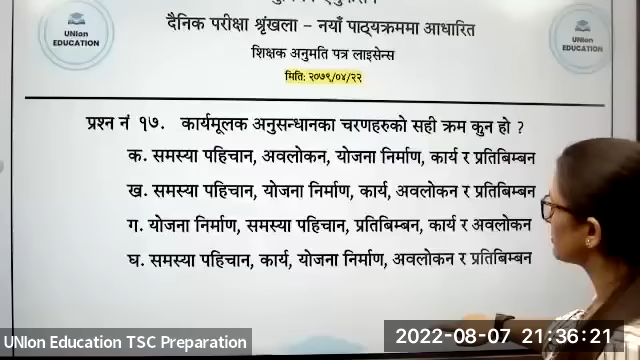 UNIon
EDUCATION
UNIon
EDUCATION
दैनिक परीक्षा श्रृंखला – नयाँ पाठ्यक्रममा आधारित
शिक्षक अनुमति पत्र लाइसेन्स
मिति: २०७९/०४/२२
प्रश्न नं १७. कार्यमूलक अनुसन्धानका चरणहरुको सही क्रम कुन हो ?
क. समस्या पहिचान, अवलोकन, योजना निर्माण, कार्य र प्रतिबिम्बन
ख. समस्या पहिचान, योजना निर्माण, कार्य, अवलोकन र प्रतिबिम्बन
ग. योजना निर्माण, समस्या पहिचान, प्रतिबिम्बन, कार्य र अवलोकन
घ. समस्या पहिचान, कार्य, योजना निर्माण, अवलोकन र प्रतिबिम्बन
UNIon Education TSC Preparation
2022-08-07 21:36:21